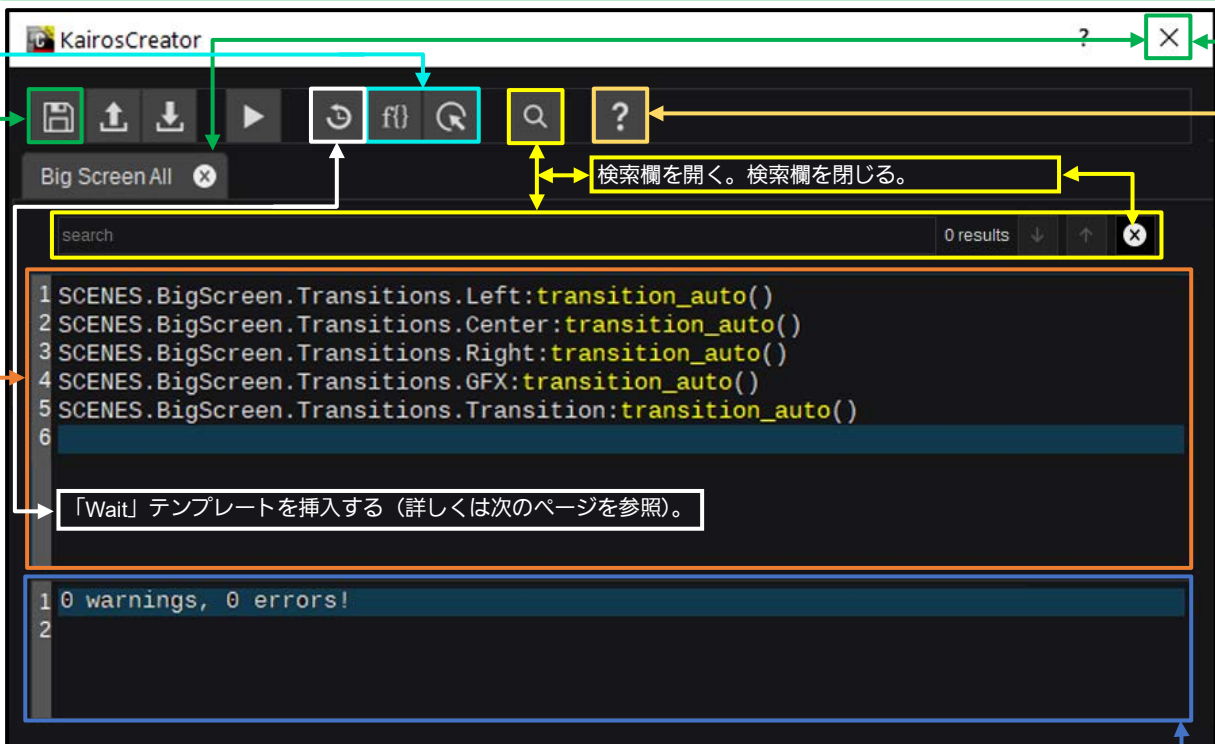 KairosCreator ?
f{} ?
Big Screen All
検索欄を開く。検索欄を閉じる。
search 0 results
1 SCENES.BigScreen.Transitions.Left:transition_auto()
2 SCENES.BigScreen.Transitions.Center:transition_auto()
3 SCENES.BigScreen.Transitions.Right:transition_auto()
4 SCENES.BigScreen.Transitions.GFX:transition_auto()
5 SCENES.BigScreen.Transitions.Transition:transition_auto()
6
「Wait」テンプレートを挿入する（詳しくは次のページを参照）。
1 0 warnings, 0 errors!
2